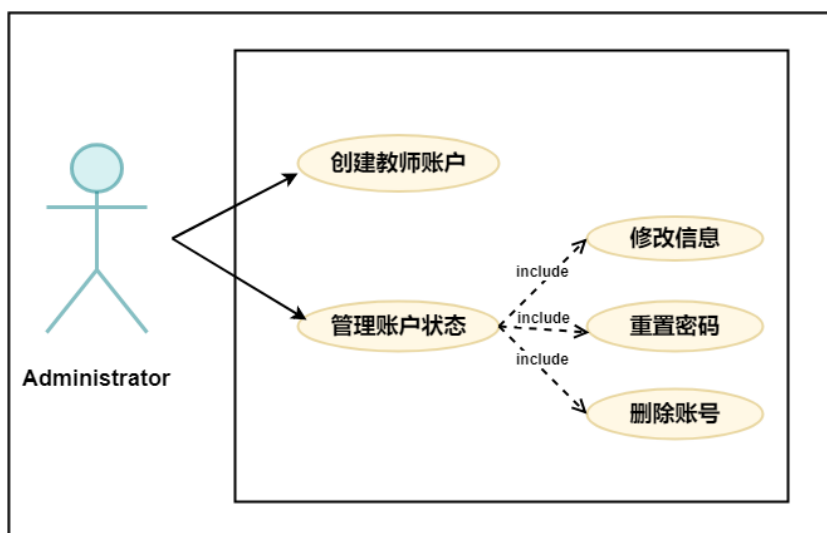 创建教师账户
修改信息
include
管理账户状态
include
重置密码
include
Administrator
删除账号